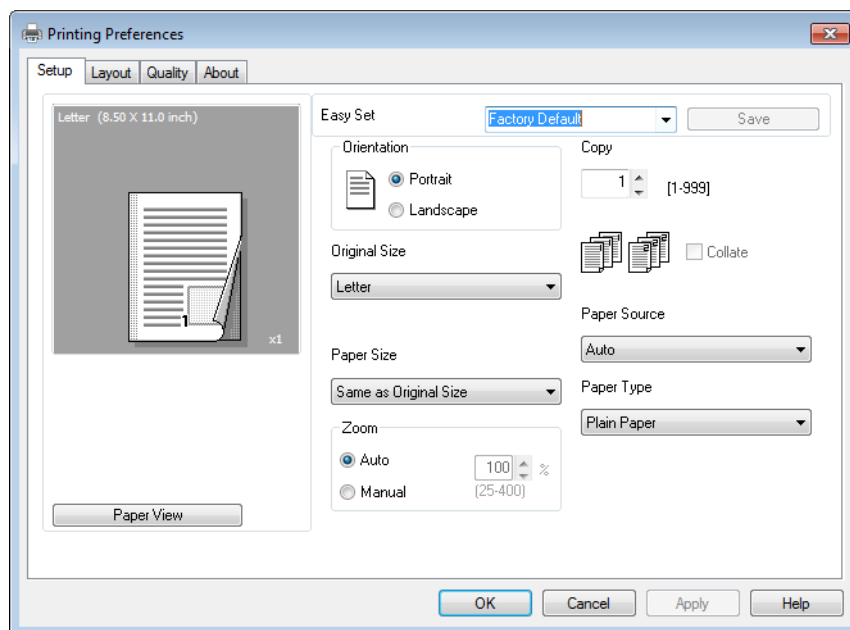 Printing Preferences
Setup Layout Quality About
Letter (8.50 X 11.0 inch)
1
x1
Paper View
Easy Set Factory Default Save
Orientation
Portrait
Landscape
Original Size
Letter
Paper Size
Same as Original Size
Zoom
Auto
Manual
100 %
(25-400)
Copy
1 [1-999]
Collate
Paper Source
Auto
Paper Type
Plain Paper
OK Cancel Apply Help